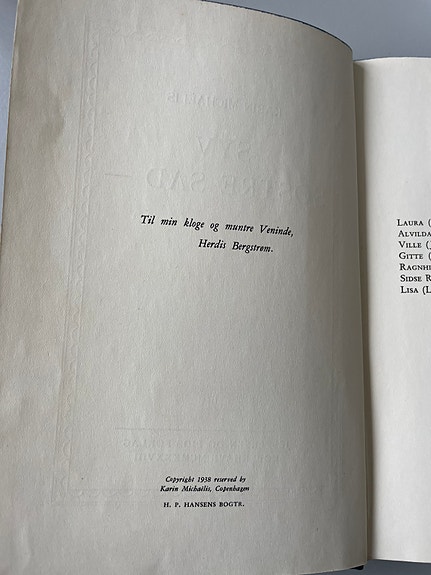 Til min kloge og muntre Veninde,
Herdis Bergstrøm.
Copyright 1938 reserved by
Karin Michaëlis, Copenhagen
H. P. HANSENS BOGTR.
LAURA (
ALVILDA
VILLE (
GITTE (
RAGNHI
SIDSE R
LISA (L